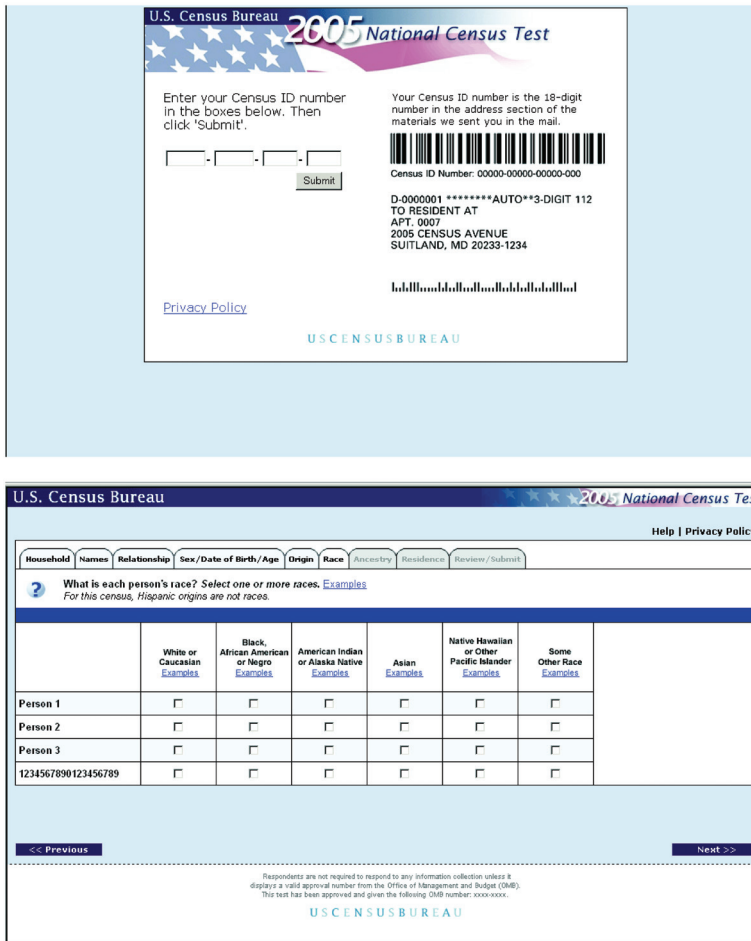 U.S. Census Bureau
2005 National Census Test
Enter your Census ID number
in the boxes below. Then
click 'Submit'.
- - -
Submit
Your Census ID number is the 18-digit
number in the address section of the
materials we sent you in the mail.
Census ID Number: 00000-00000-00000-000
D-0000001 ********AUTO**3-DIGIT 112
TO RESIDENT AT
APT. 0007
2005 CENSUS AVENUE
SUITLAND, MD 20233-1234
Privacy Policy
USCENSUSBUREAU
U.S. Census Bureau
2005 National Census Tes
Help | Privacy Polic
Household Names Relationship Sex/Date of Birth/Age Origin Race Ancestry Residence Review/Submit
? What is each person's race? Select one or more races. Examples
For this census, Hispanic origins are not races.
White or
Caucasian
Examples
Black,
African American
or Negro
Examples
American Indian
or Alaska Native
Examples
Asian
Examples
Native Hawaiian
or Other
Pacific Islander
Examples
Some
Other Race
Examples
Person 1
Person 2
Person 3
1234567890123456789
<< Previous
Next >>
Respondents are not required to respond to any information collection unless it
displays a valid approval number from the Office of Management and Budget (OMB).
This test has been approved and given the following OMB number: xxxx-xxxx.
USCENSUSBUREAU